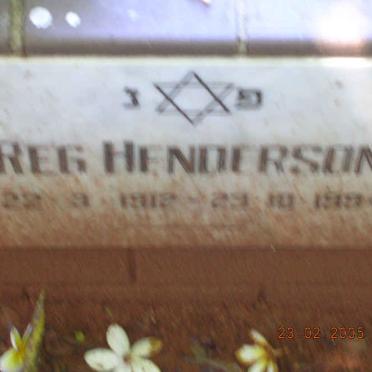 פ נ
REG HENDERSON
22 · 3 · 1912 - 23 · 10 ·
23 02 2005